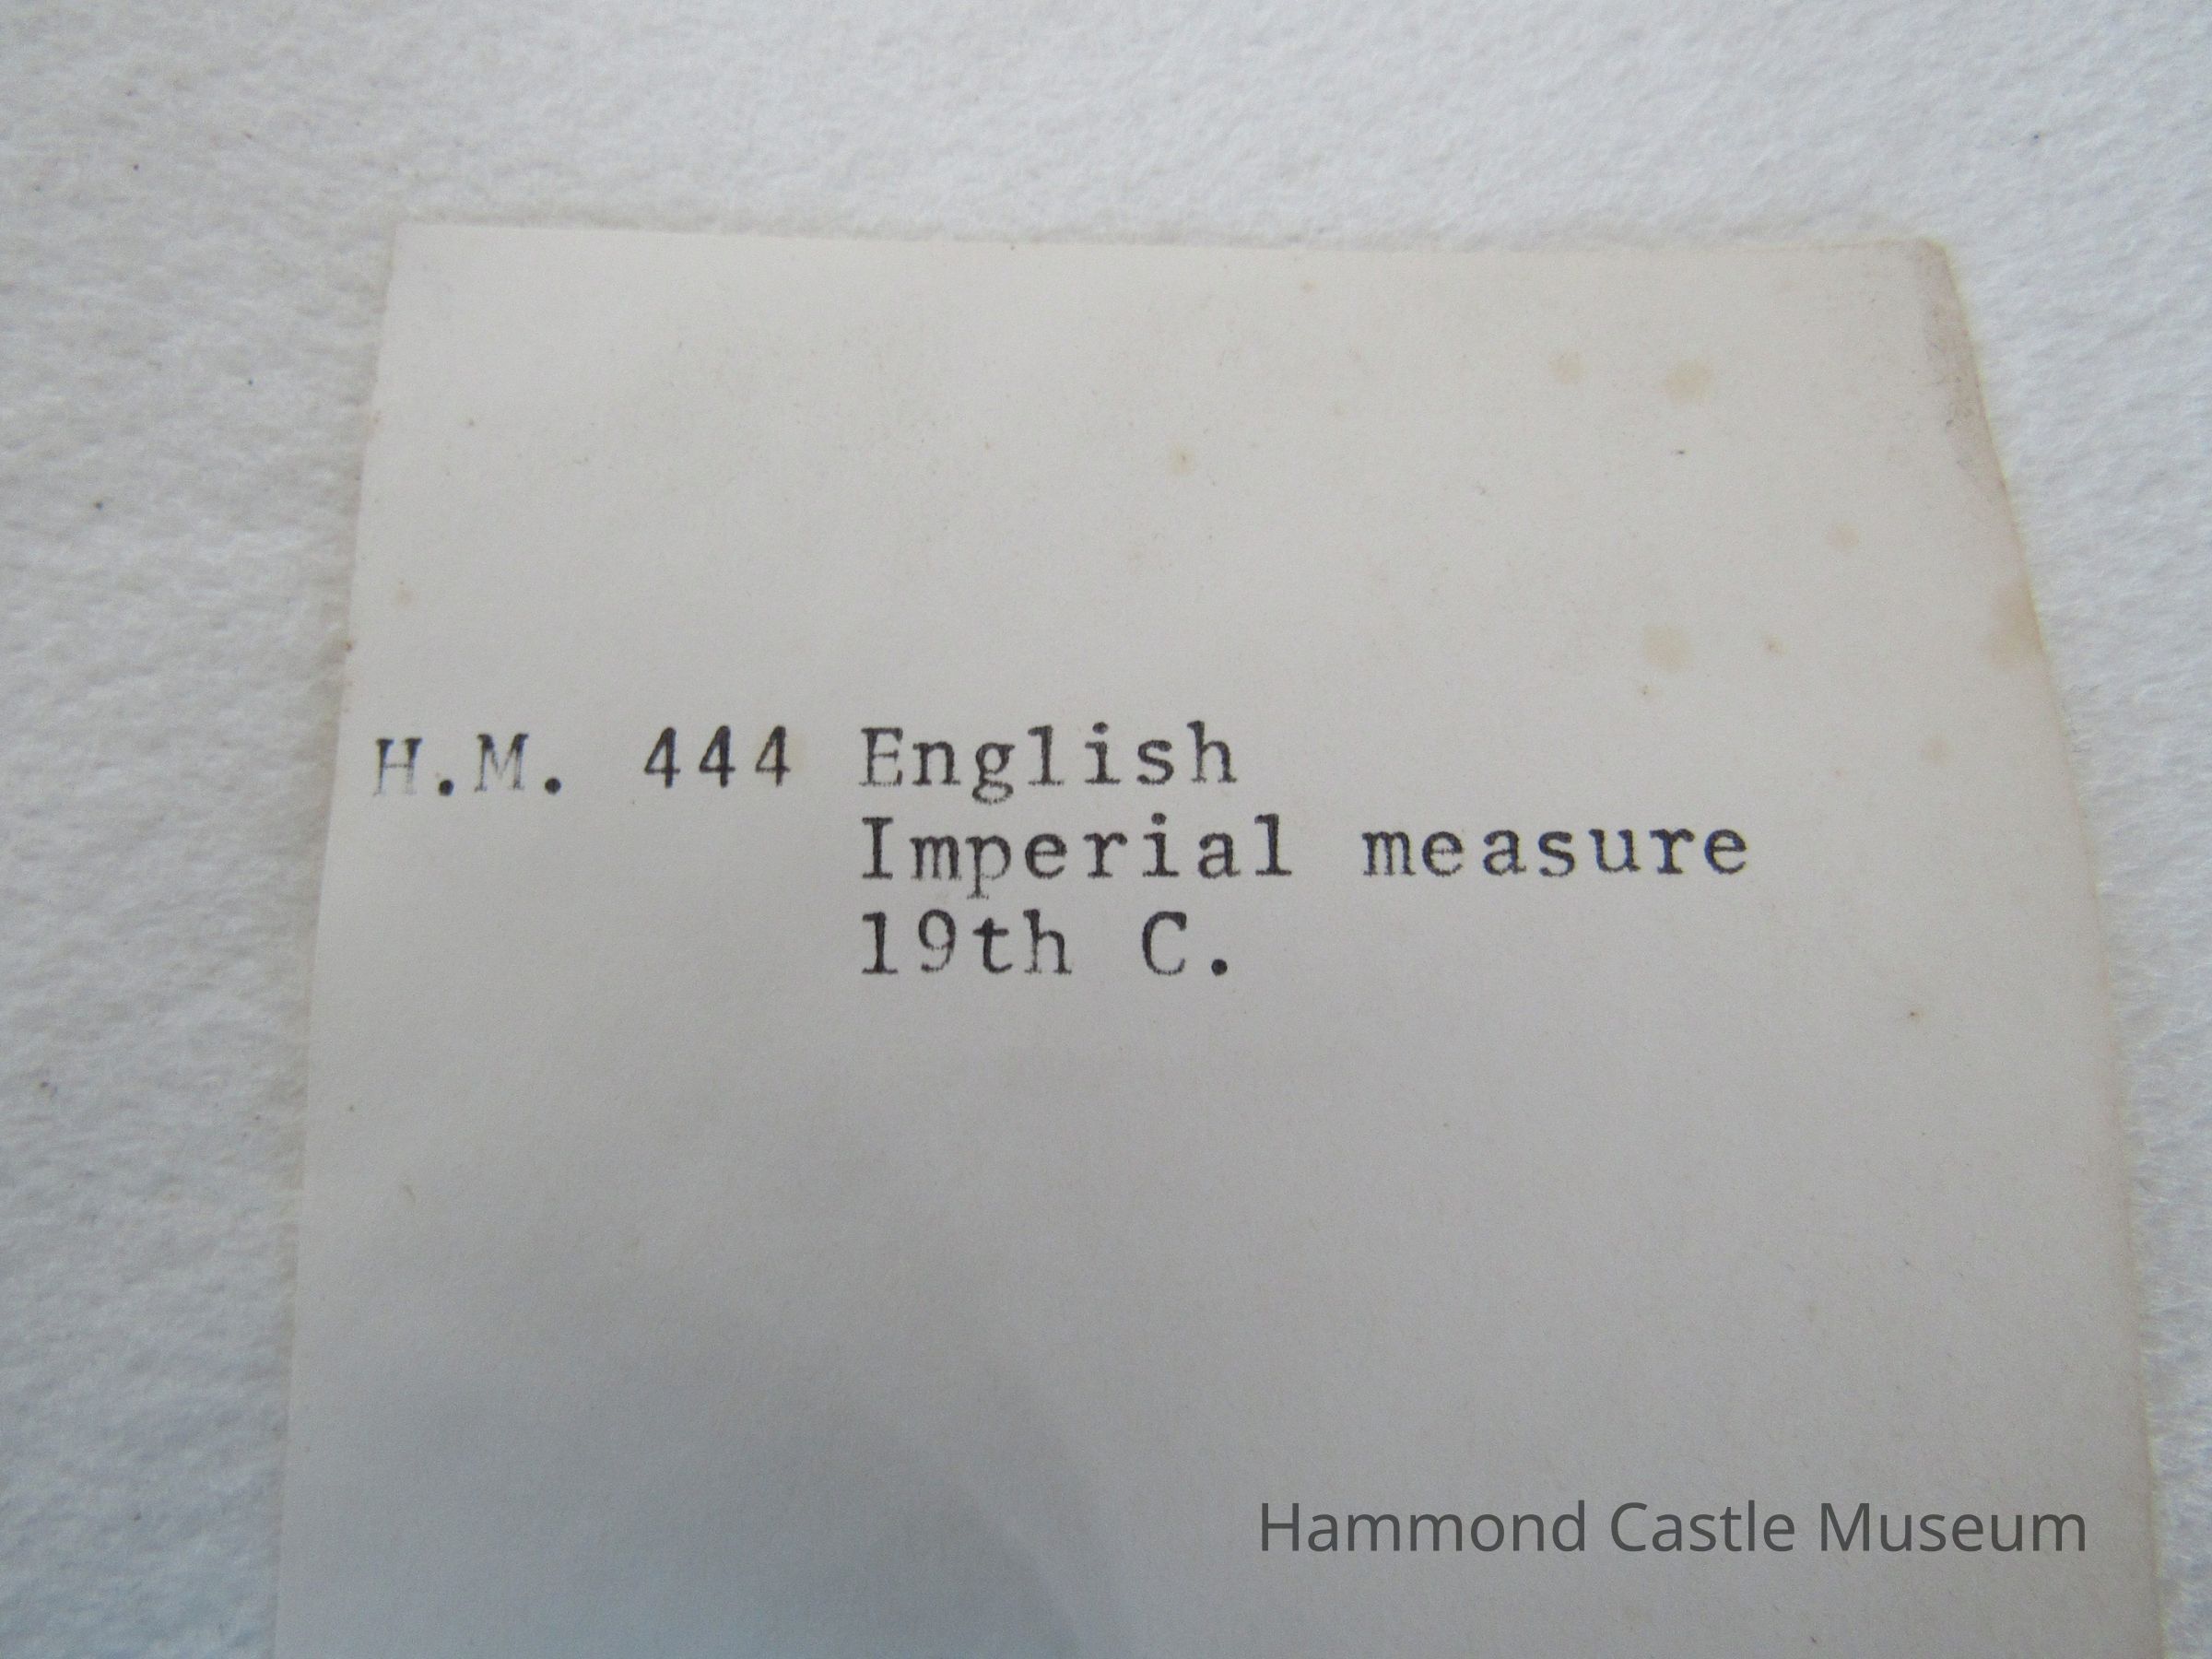 H.M. 444 English
Imperial measure
19th C.
Hammond Castle Museum